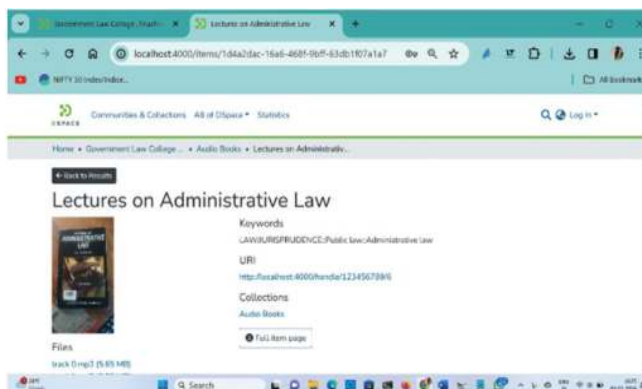 Government Law College, Thrissur
Lectures on Administrative Law
localhost:4000/items/1d4a2dac-16a6-468f-9bff-63db1f07a1a7
NIFTY 50 Index/Indice...
All Bookmark
DSPACE
Communities & Collections
All of DSpace
Statistics
Log In
Home • Government Law College ... • Audio Books • Lectures on Administrativ...
Back to Results
Lectures on Administrative Law
ADMINISTRATIVE
LAW
Keywords
LAW/JURISPRUDENCE::Public law::Administrative law
URI
http://localhost:4000/handle/123456789/6
Collections
Audio Books
Full item page
Files
track 0.mp3 (5.65 MB)
Search